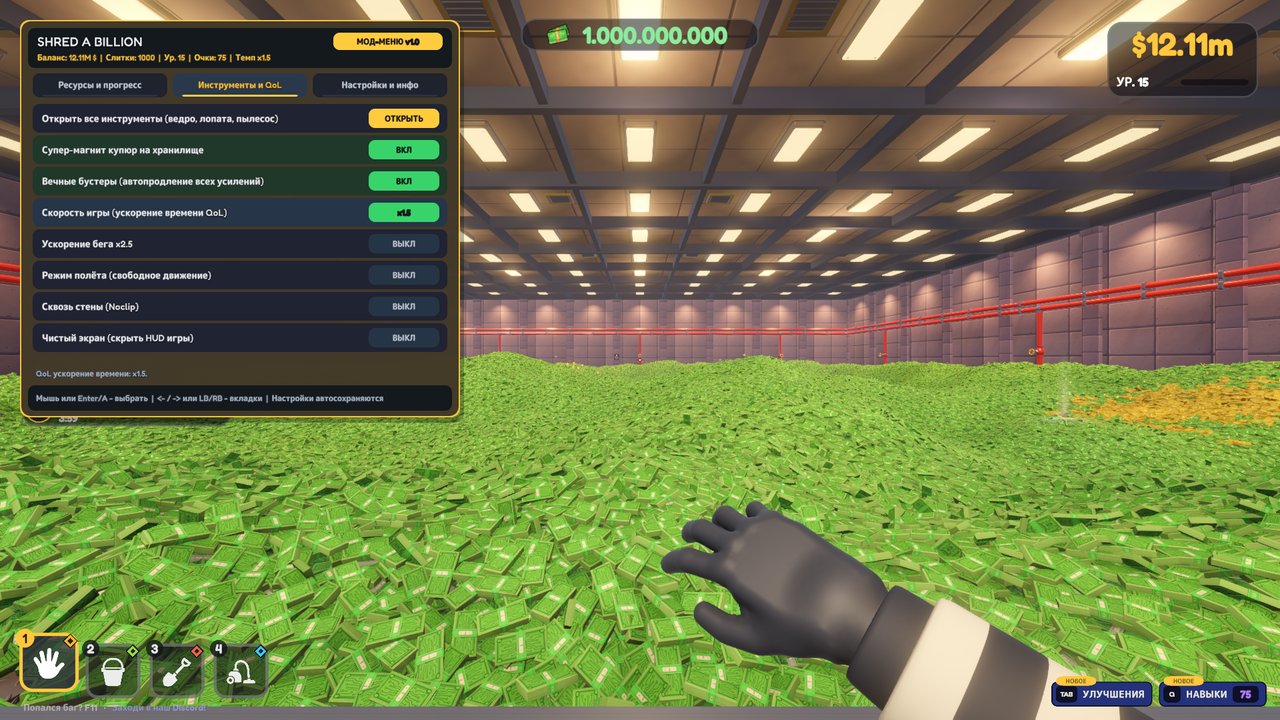 SHRED A BILLION
МОД-МЕНЮ v1.0
Баланс: 12.11M $ | Слитки: 1000 | Ур. 15 | Очки: 75 | Темп x1.5
Ресурсы и прогресс
Инструменты и QoL
Настройки и инфо
Открыть все инструменты (ведро, лопата, пылесос)
ОТКРЫТЬ
Супер-магнит купюр на хранилище
ВКЛ
Вечные бустеры (автопродление всех усилений)
ВКЛ
Скорость игры (ускорение времени QoL)
x1.5
Ускорение бега x2.5
ВЫКЛ
Режим полёта (свободное движение)
ВЫКЛ
Сквозь стены (Noclip)
ВЫКЛ
Чистый экран (скрыть HUD игры)
ВЫКЛ
QoL ускорение времени: x1.5.
Мышь или Enter/A - выбрать | <- / -> или LB/RB - вкладки | Настройки автосохраняются
1.000.000.000
$12.11m
УР. 15
1
2
3
4
Попался баг? F11 · Заходи в наш Discord!
НОВОЕ
TAB УЛУЧШЕНИЯ
НОВОЕ
Q НАВЫКИ 75